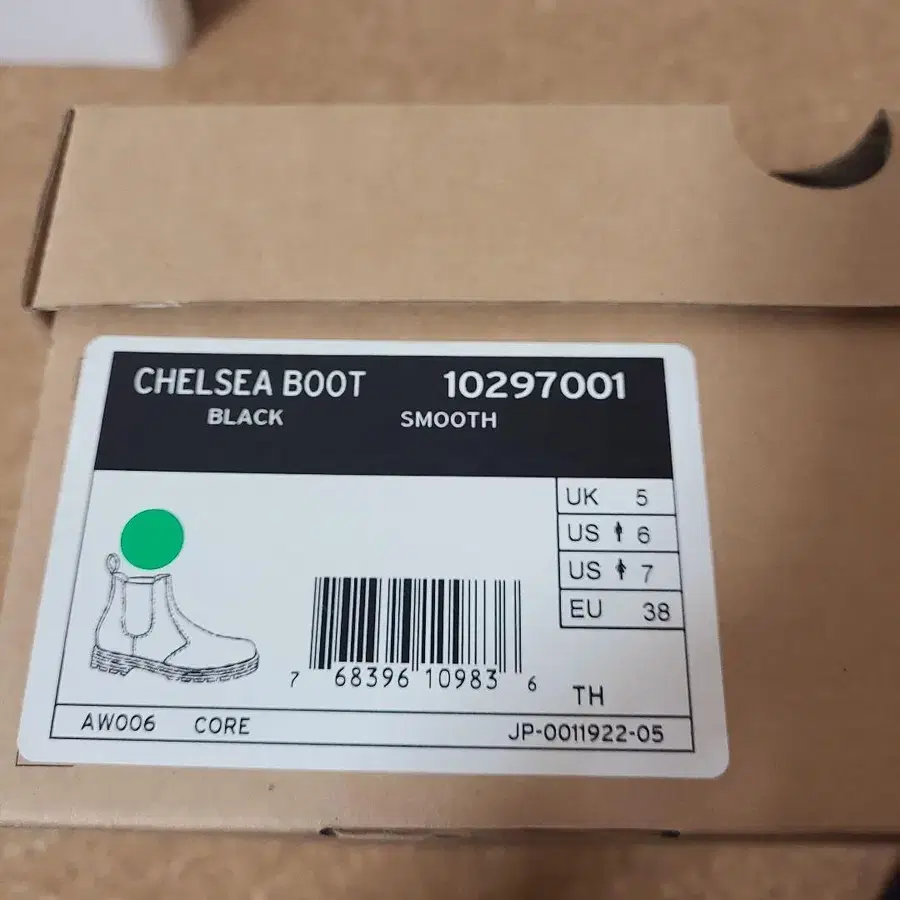 CHELSEA BOOT 10297001
BLACK SMOOTH
UK 5
US 6
US 7
EU 38
7 68396 10983 6
TH
AW006 CORE JP-0011922-05